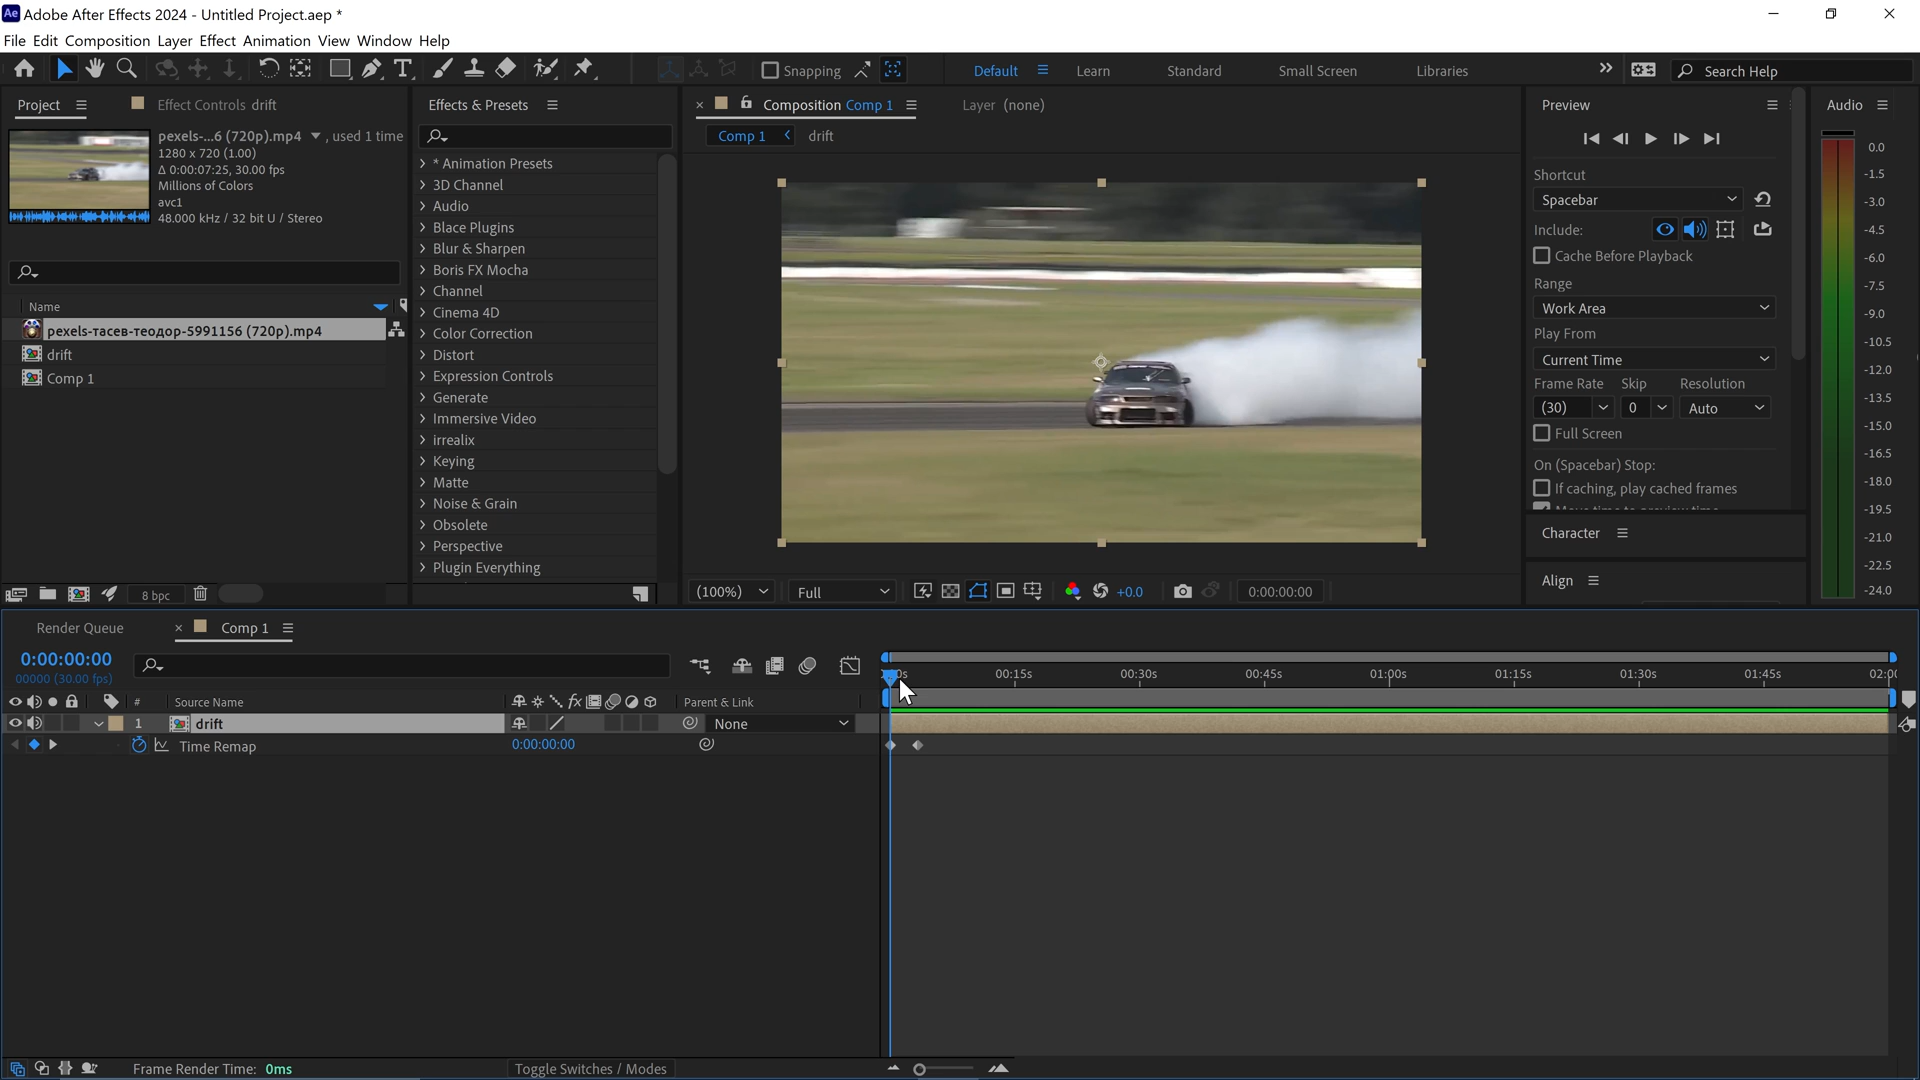 Adobe After Effects 2024 - Untitled Project.aep *
File Edit Composition Layer Effect Animation View Window Help
Snapping
Default
Learn
Standard
Small Screen
Libraries
Search Help
Project
Effect Controls drift
pexels-...6 (720p).mp4 , used 1 time
1280 x 720 (1.00)
Δ 0:00:07:25, 30.00 fps
Millions of Colors
avc1
48.000 kHz / 32 bit U / Stereo
Name
pexels-тасев-теодор-5991156 (720p).mp4
drift
Comp 1
8 bpc
Effects & Presets
* Animation Presets
3D Channel
Audio
Blace Plugins
Blur & Sharpen
Boris FX Mocha
Channel
Cinema 4D
Color Correction
Distort
Expression Controls
Generate
Immersive Video
irrealix
Keying
Matte
Noise & Grain
Obsolete
Perspective
Plugin Everything
Composition Comp 1
Layer (none)
Comp 1
drift
(100%)
Full
+0.0
0:00:00:00
Preview
Shortcut
Spacebar
Include:
Cache Before Playback
Range
Work Area
Play From
Current Time
Frame Rate Skip Resolution
(30) 0 Auto
Full Screen
On (Spacebar) Stop:
If caching, play cached frames
Move time to preview time
Character
Align
Audio
0.0
-1.5
-3.0
-4.5
-6.0
-7.5
-9.0
-10.5
-12.0
-13.5
-15.0
-16.5
-18.0
-19.5
-21.0
-22.5
-24.0
Render Queue
Comp 1
0:00:00:00
00000 (30.00 fps)
00:15s 00:30s 00:45s 01:00s 01:15s 01:30s 01:45s
# Source Name
Parent & Link
1 drift
None
Time Remap
0:00:00:00
Frame Render Time: 0ms
Toggle Switches / Modes